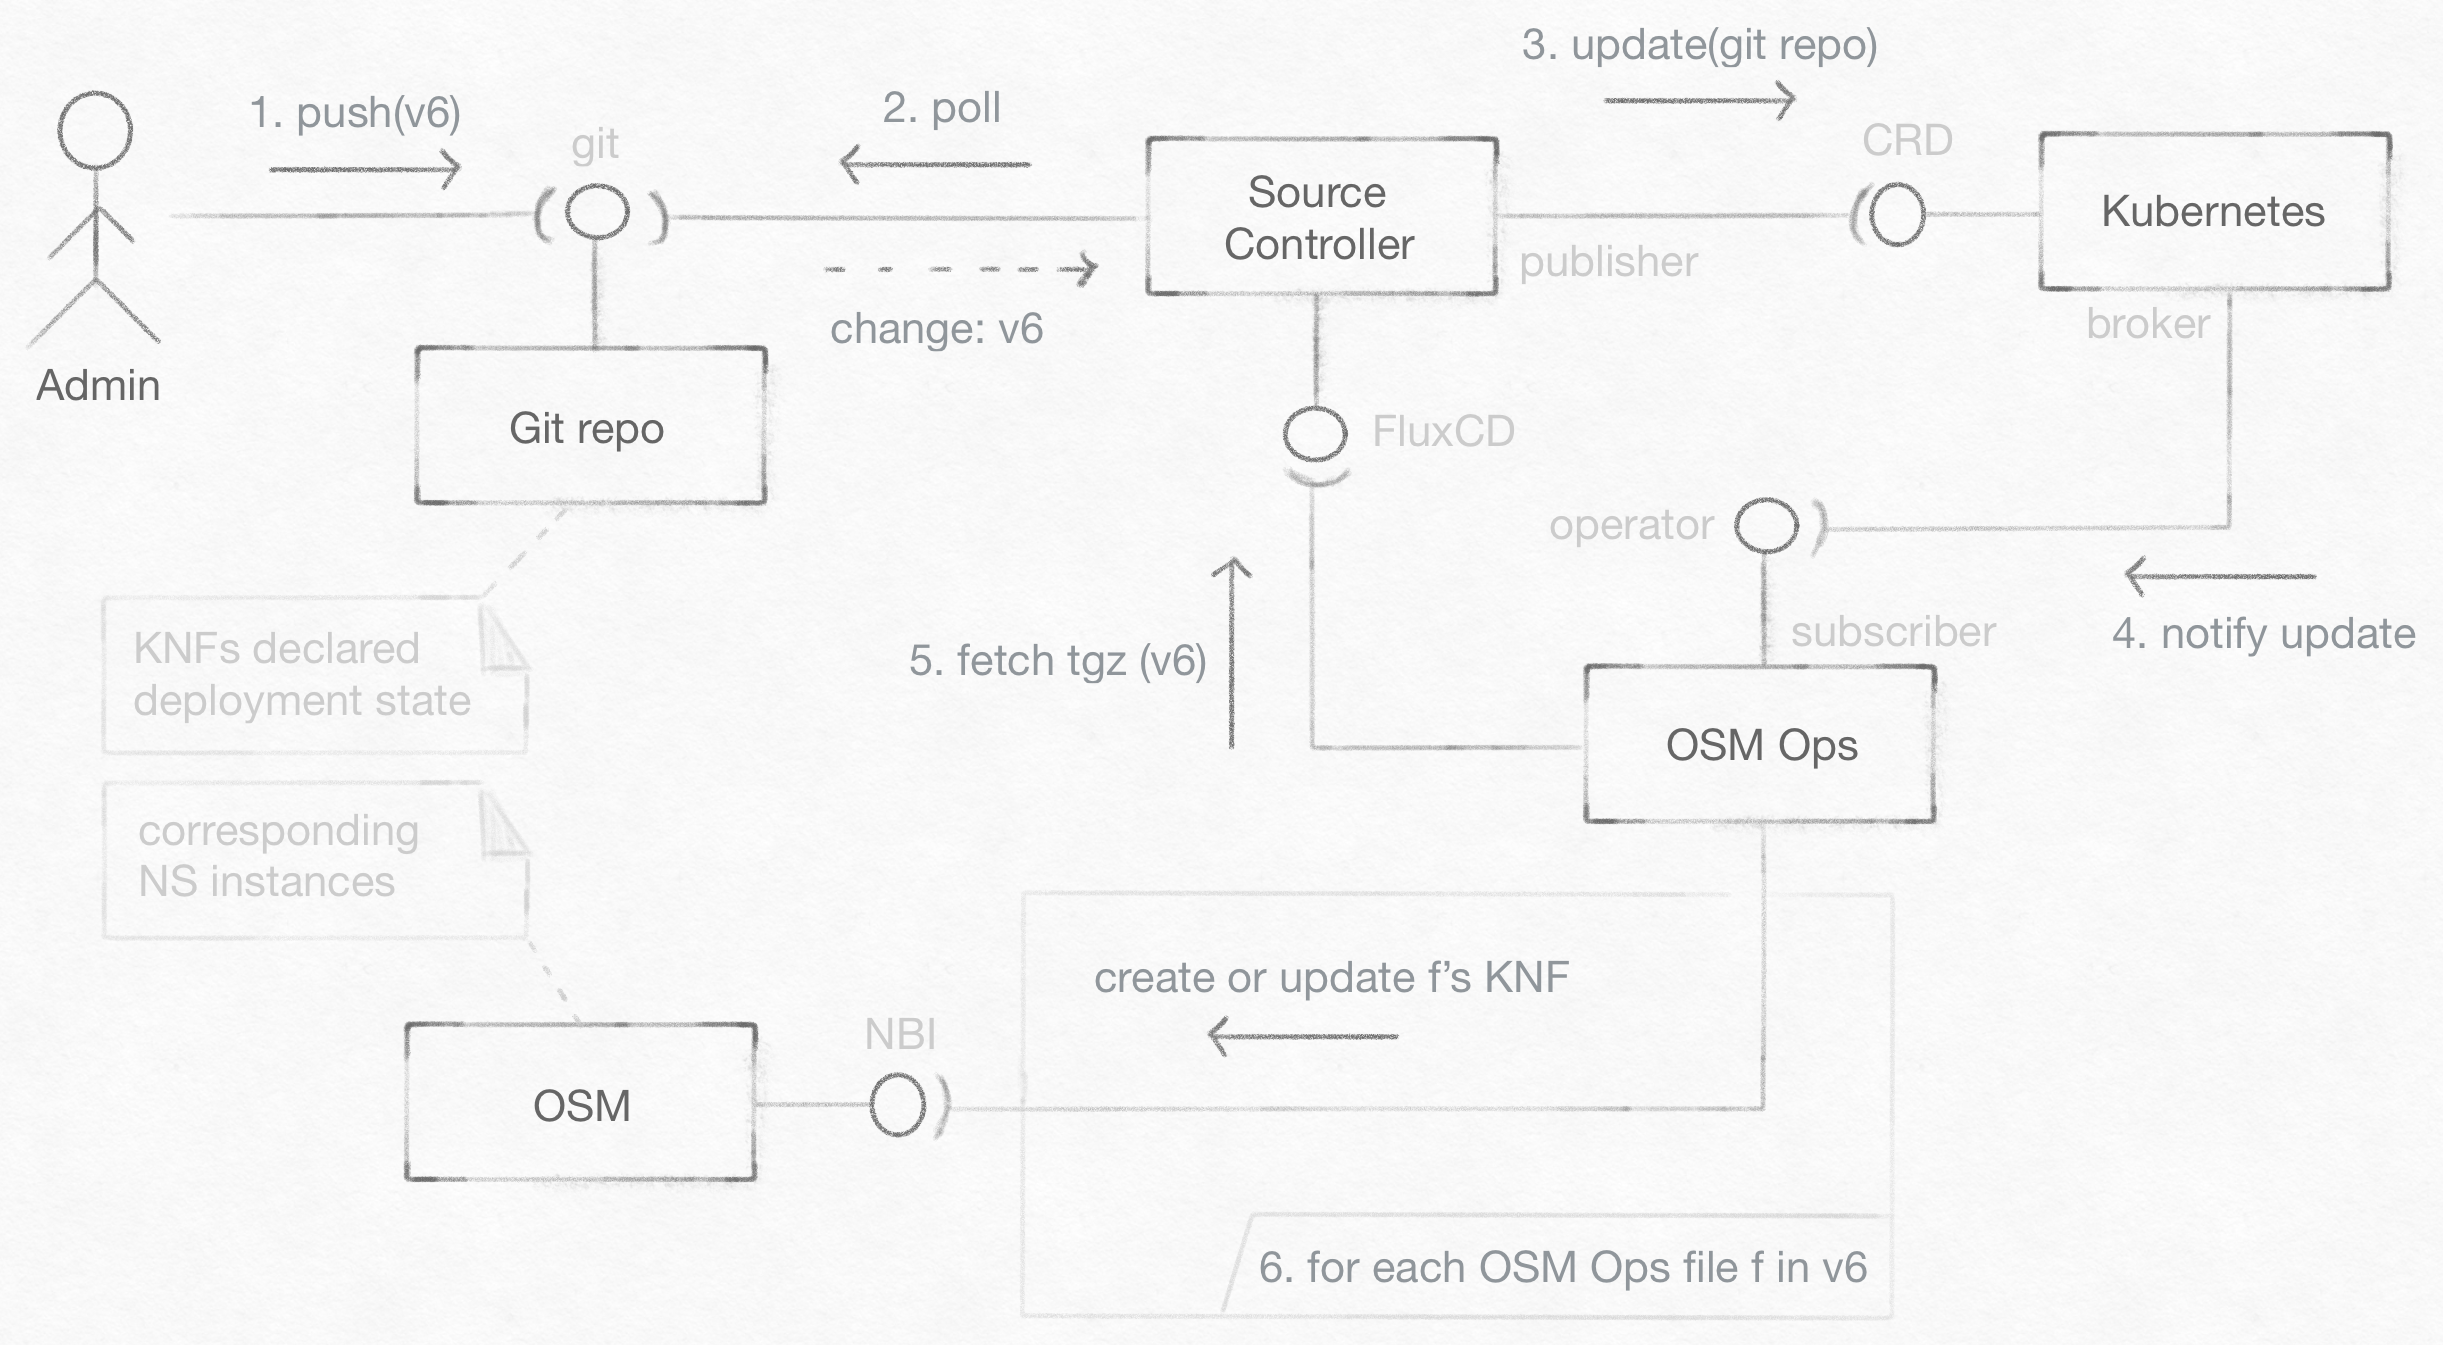 3. update(git repo)
1. push(v6)
2. poll
git
CRD
Source
Controller
Kubernetes
publisher
change: v6
broker
Admin
Git repo
FluxCD
operator
subscriber
4. notify update
KNFs declared
deployment state
5. fetch tgz (v6)
OSM Ops
corresponding
NS instances
create or update f’s KNF
NBI
OSM
6. for each OSM Ops file f in v6